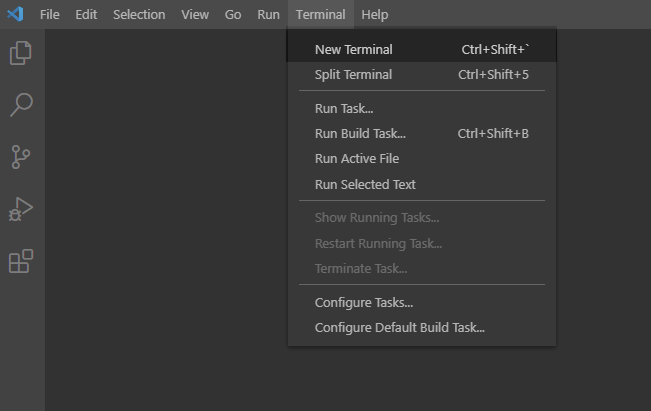 File Edit Selection View Go Run Terminal Help
New Terminal Ctrl+Shift+`
Split Terminal Ctrl+Shift+5
Run Task...
Run Build Task... Ctrl+Shift+B
Run Active File
Run Selected Text
Show Running Tasks...
Restart Running Task...
Terminate Task...
Configure Tasks...
Configure Default Build Task...